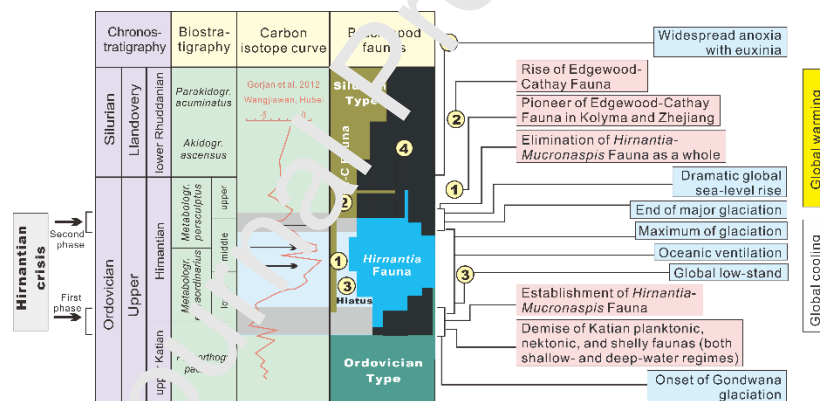 Chronos-
tratigraphy
Biostra-
tigraphy
Carbon
isotope curve
faunas
Silurian
Llandovery
lower Rhuddanian
Parakidogr.
acuminatus
Akidogr.
ascensus
Gorjan et al. 2012
Wangjiawan, Hubei
-5
0
Silurian
Type
Fauna
4
2
1
3
Hirnantia
Fauna
Hiatus
Ordovician
Type
Ordovician
Upper
Hirnantian
upper Katian
Metabologr.
persculptus
Metabologr.
upper
middle
Hirnantian
crisis
Second
phase
First
phase
Widespread anoxia
with euxinia
Rise of Edgewood-
Cathay Fauna
2
Pioneer of Edgewood-Cathay
Fauna in Kolyma and Zhejiang
Elimination of Hirnantia-
Mucronaspis Fauna as a whole
1
Dramatic global
sea-level rise
End of major glaciation
Maximum of glaciation
Oceanic ventilation
3
Global low-stand
Establishment of Hirnantia-
Mucronaspis Fauna
Demise of Katian planktonic,
nektonic, and shelly faunas (both
shallow- and deep-water regimes)
Onset of Gondwana
glaciation
Global warming
Global cooling